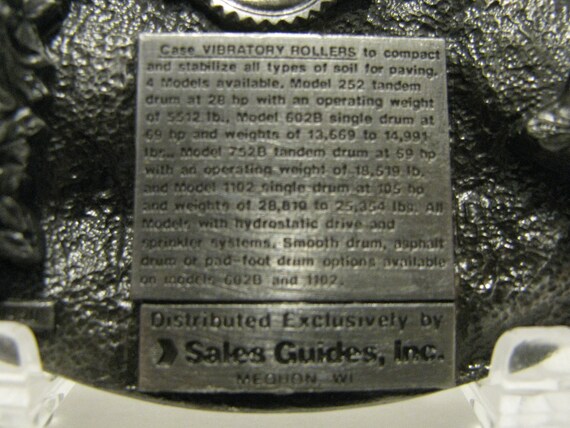 Case VIBRATORY ROLLERS to compact
and stabilize all types of soil for paving.
4 Models available. Model 252 tandem
drum at 28 hp with an operating weight
of 5512 lb., Model 602B single drum at
69 hp and weights of 13,669 to 14,991
lbs., Model 752B tandem drum at 69 hp
with an operating weight of 18,519 lb.
and Model 1102 single drum at 105 hp
and weights of 28,819 to 25,354 lbs. All
Models with hydrostatic drive and
sprinkler systems. Smooth drum, asphalt
drum or pad-foot drum options available
on models 602B and 1102.
Distributed Exclusively by
Sales Guides, Inc.
MEQUON, WI